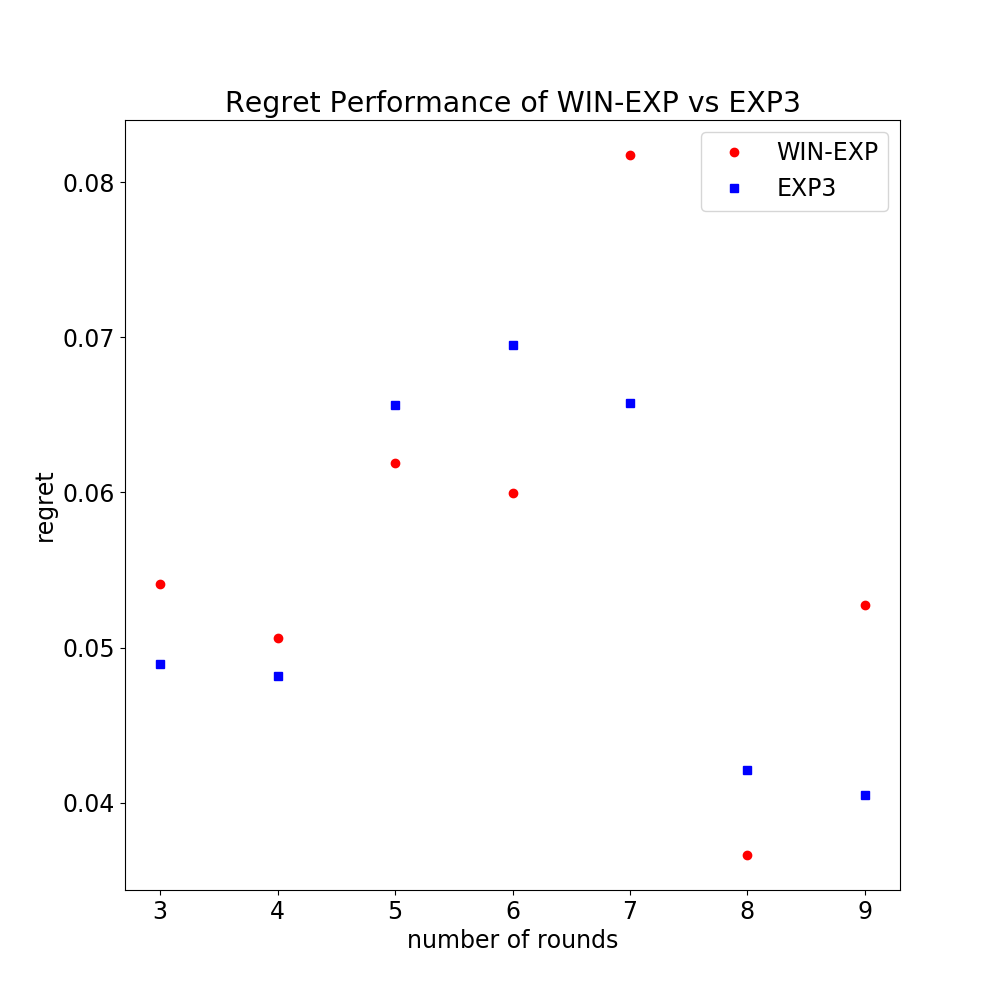 Regret Performance of WIN-EXP vs EXP3
WIN-EXP
EXP3
0.08
0.07
0.06
0.05
0.04
regret
3 4 5 6 7 8 9
number of rounds